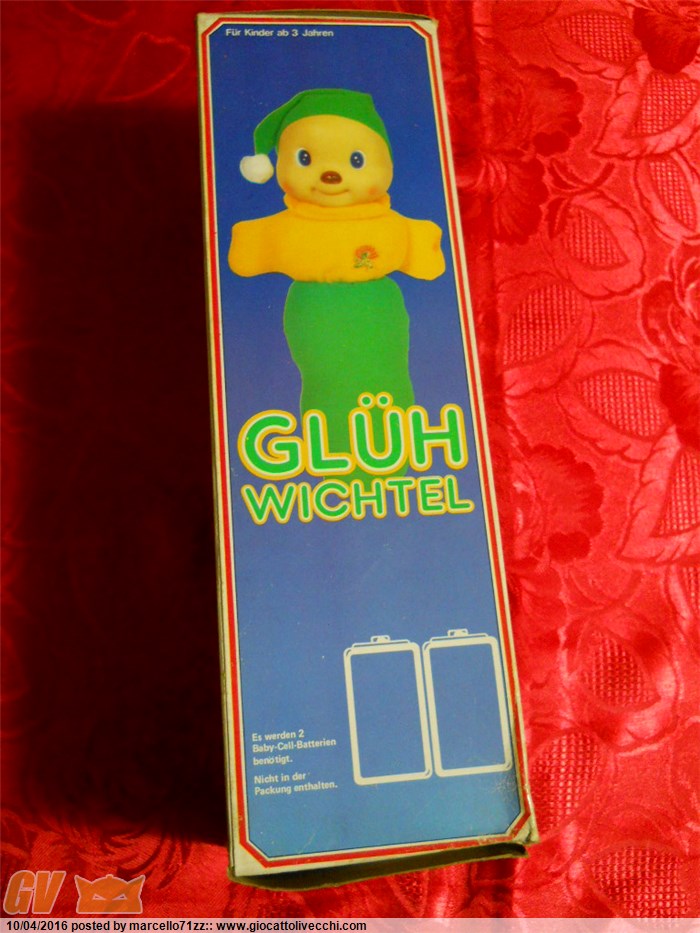 Für Kinder ab 3 Jahren
GLÜH
WICHTEL
Es werden 2
Baby-Cell-Batterien
benötigt.
Nicht in der
Packung enthalten.
GV
10/04/2016 posted by marcello71zz:: www.giocattolivecchi.com